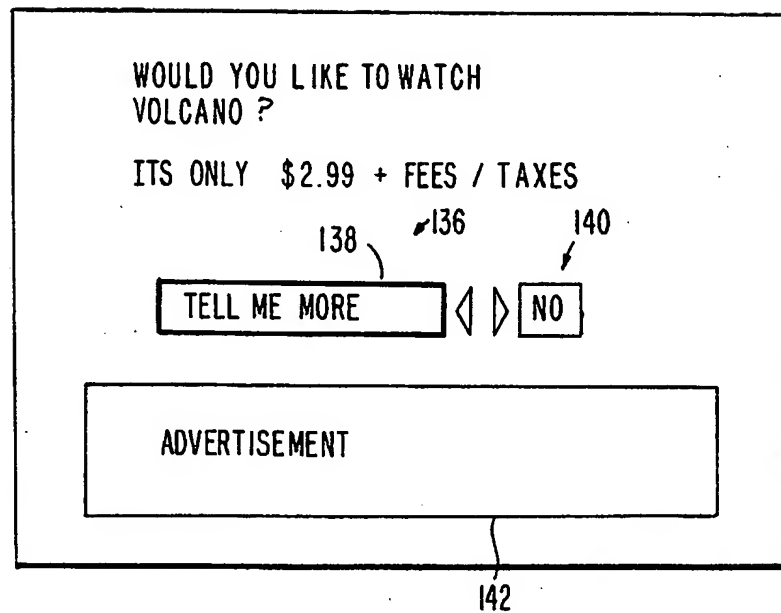 WOULD YOU LIKE TO WATCH
VOLCANO ?
ITS ONLY $2.99 + FEES / TAXES
138 136 140
TELL ME MORE NO
ADVERTISEMENT
142